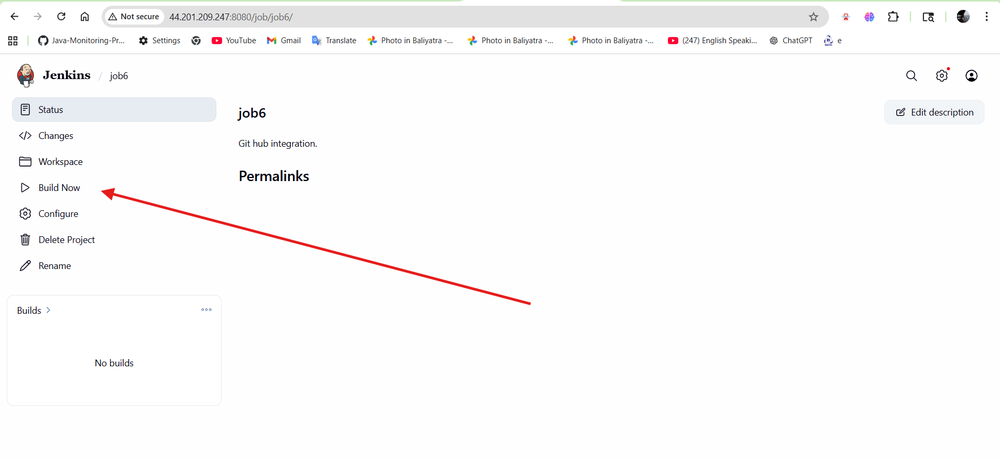 Not secure 44.201.209.247:8080/job/job6/
Java-Monitoring-Pr... Settings YouTube Gmail Translate Photo in Baliyatra -... Photo in Baliyatra -... Photo in Baliyatra -... (247) English Speaki... ChatGPT e
Jenkins / job6
Status
Changes
Workspace
Build Now
Configure
Delete Project
Rename
Builds
No builds
job6
Edit description
Git hub integration.
Permalinks